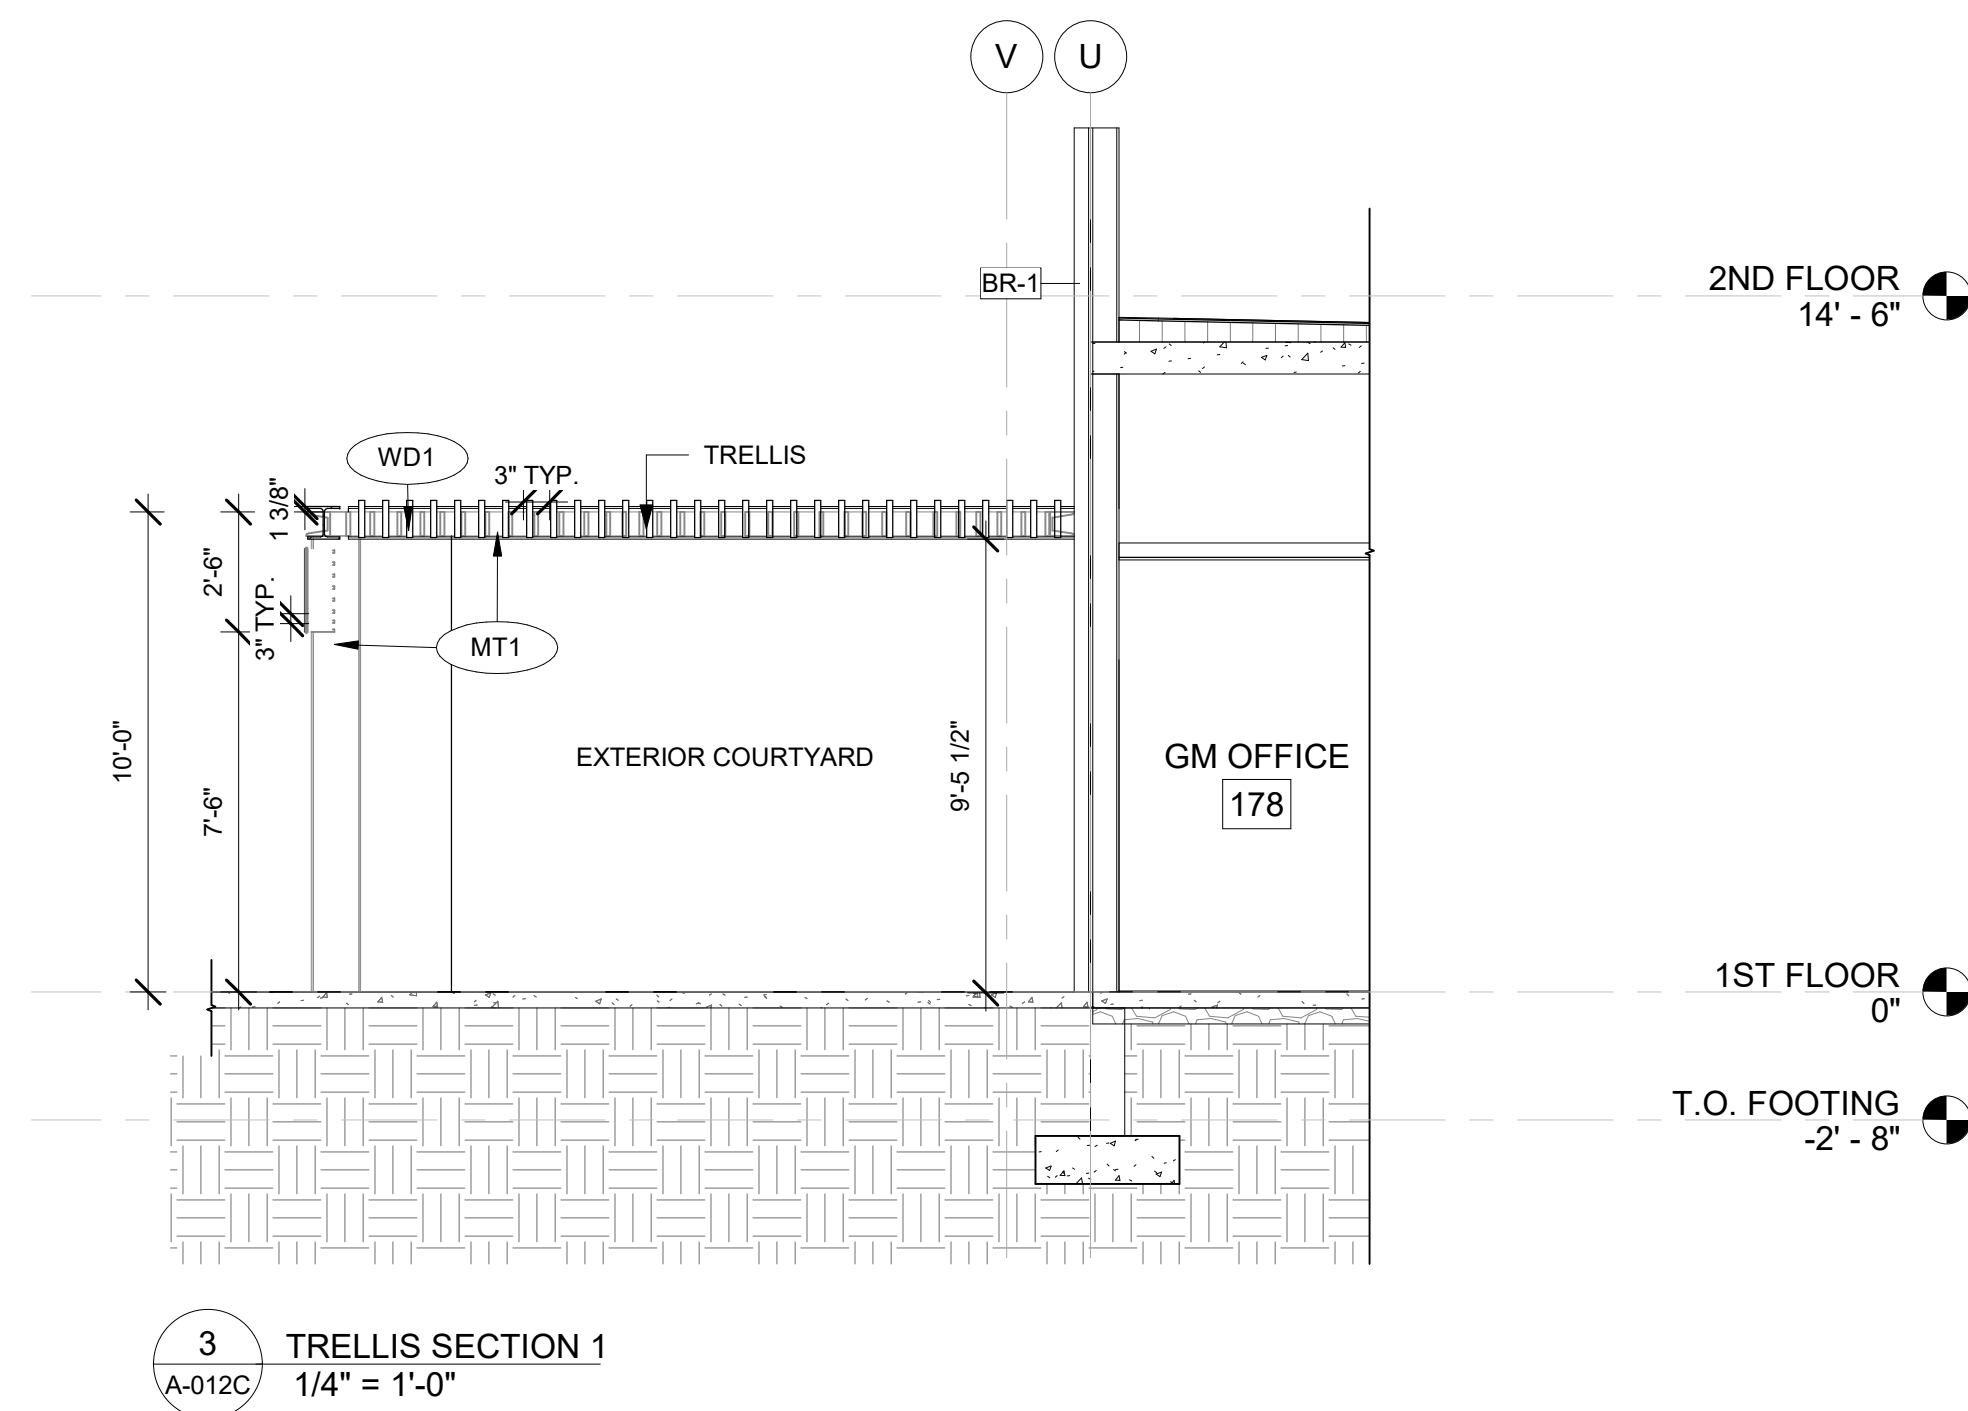 V
U
BR-1
2ND FLOOR
14' - 6"
WD1
3" TYP.
TRELLIS
1 3/8"
2'-6"
3" TYP.
MT1
10'-0"
7'-6"
EXTERIOR COURTYARD
9'-5 1/2"
GM OFFICE
178
1ST FLOOR
0"
T.O. FOOTING
-2' - 8"
3
A-012C
TRELLIS SECTION 1
1/4" = 1'-0"